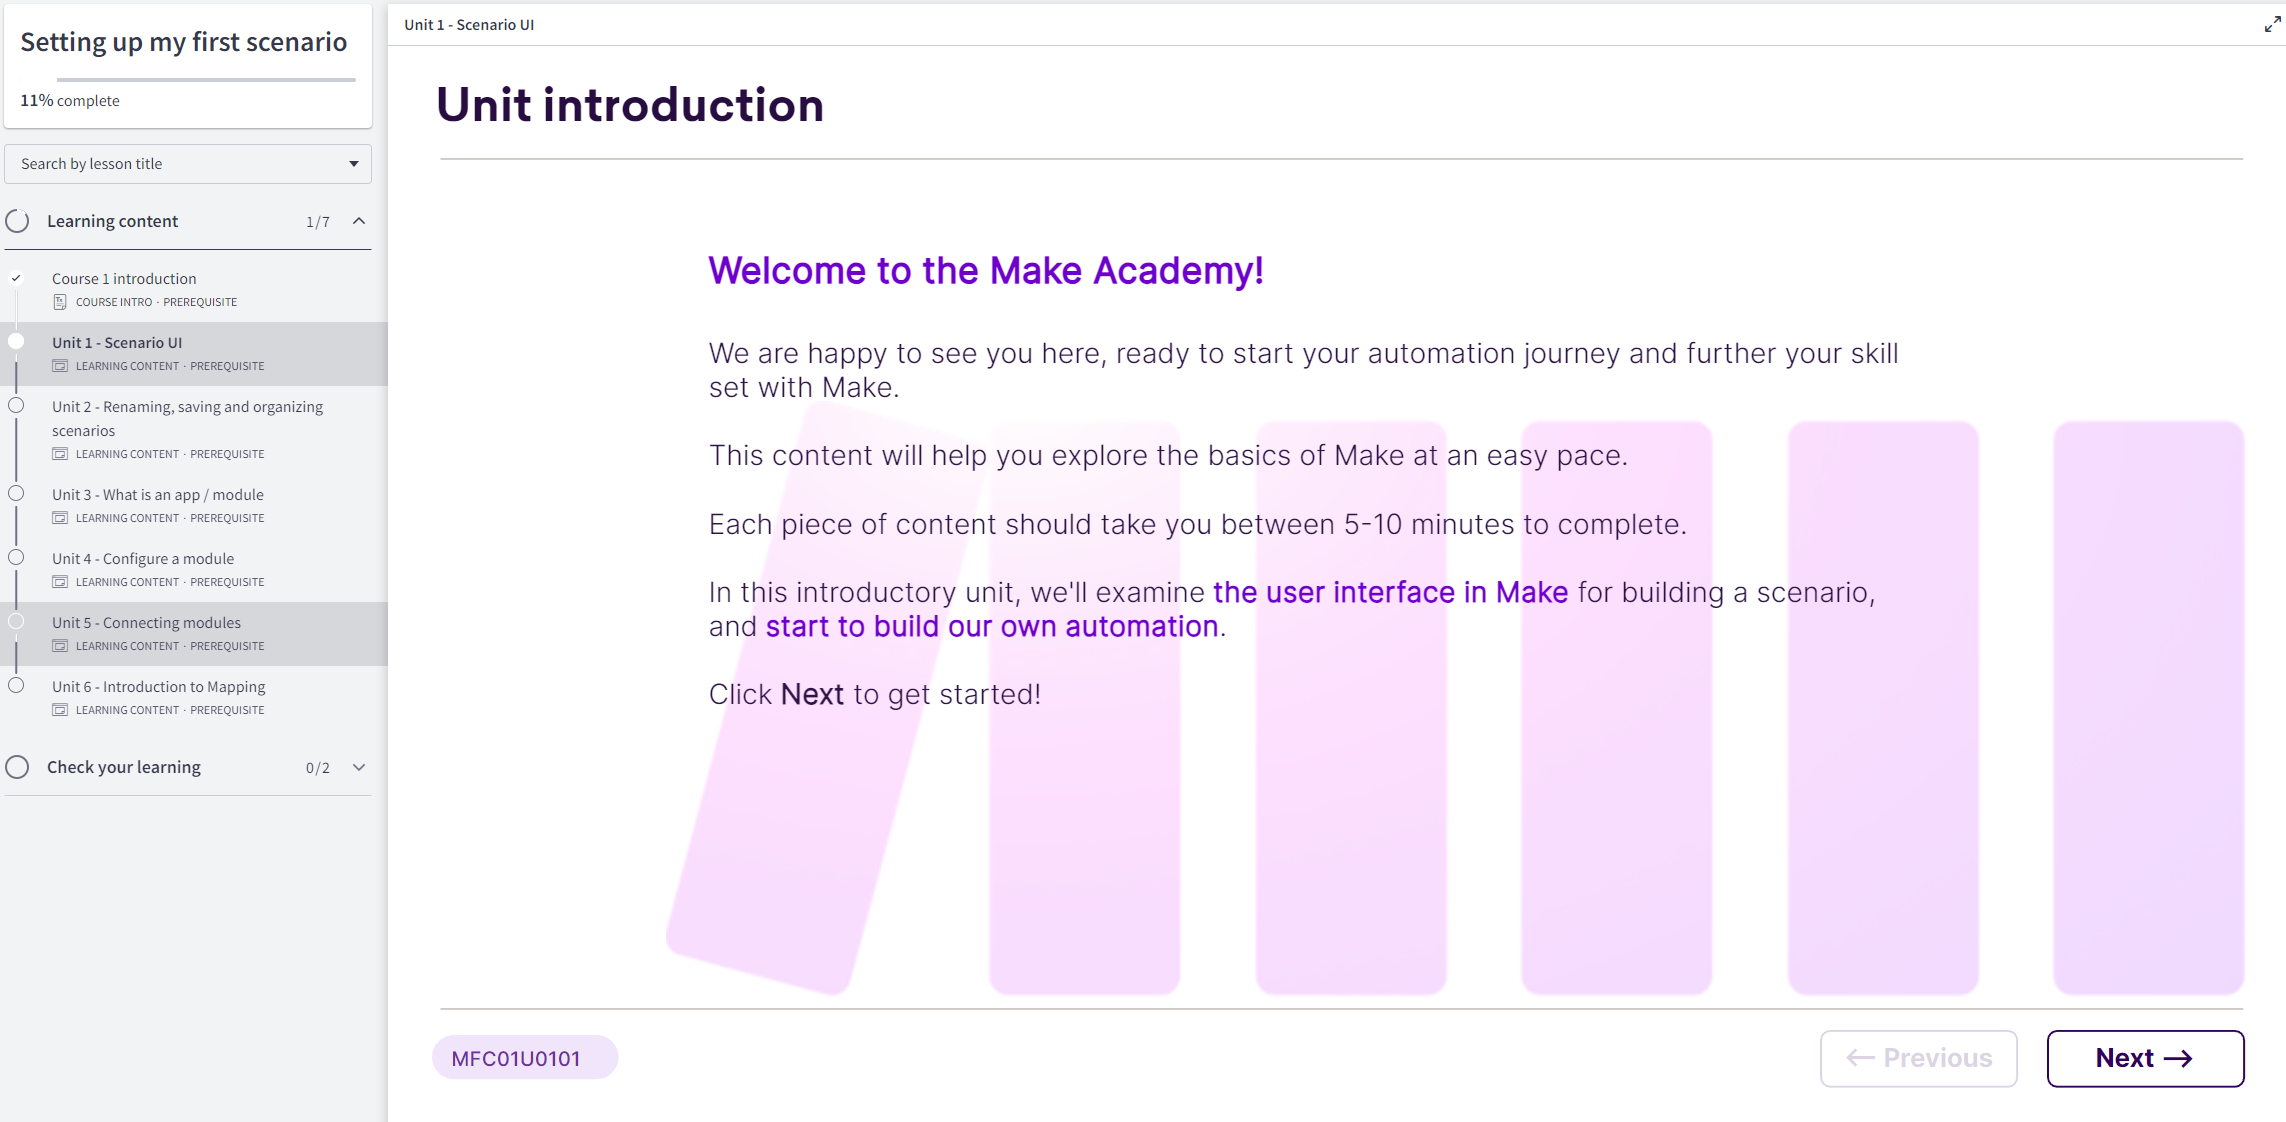 Setting up my first scenario
11% complete
Search by lesson title
Learning content 1/7
Course 1 introduction
COURSE INTRO · PREREQUISITE
Unit 1 - Scenario UI
LEARNING CONTENT · PREREQUISITE
Unit 2 - Renaming, saving and organizing
scenarios
LEARNING CONTENT · PREREQUISITE
Unit 3 - What is an app / module
LEARNING CONTENT · PREREQUISITE
Unit 4 - Configure a module
LEARNING CONTENT · PREREQUISITE
Unit 5 - Connecting modules
LEARNING CONTENT · PREREQUISITE
Unit 6 - Introduction to Mapping
LEARNING CONTENT · PREREQUISITE
Check your learning 0/2
Unit 1 - Scenario UI
Unit introduction
Welcome to the Make Academy!
We are happy to see you here, ready to start your automation journey and further your skill
set with Make.
This content will help you explore the basics of Make at an easy pace.
Each piece of content should take you between 5-10 minutes to complete.
In this introductory unit, we'll examine the user interface in Make for building a scenario,
and start to build our own automation.
Click Next to get started!
MFC01U0101
← Previous
Next →